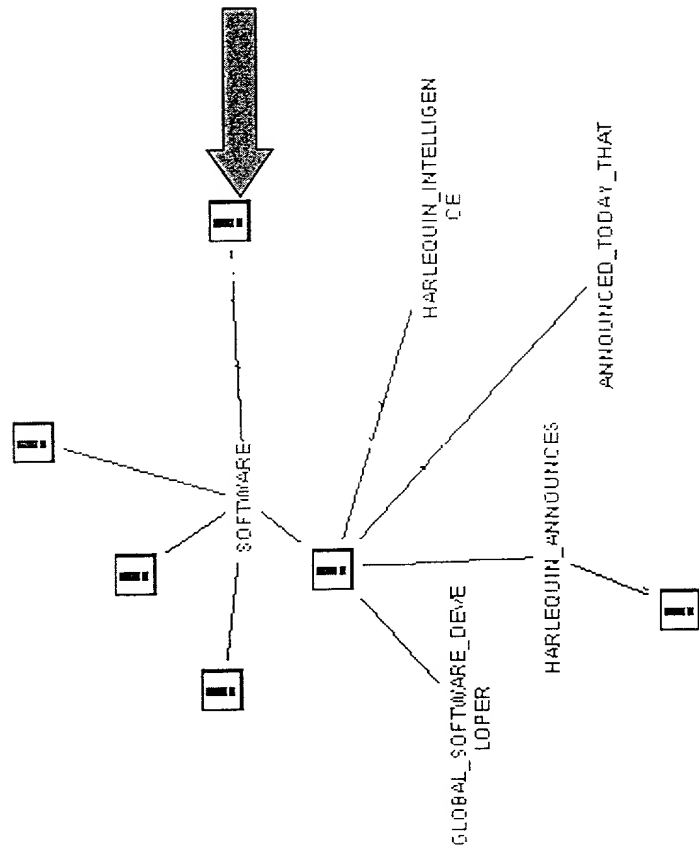 SOFTWARE
HARLEQUIN_INTELLIGEN
CE
ANNOUNCED_TODAY_THAT
HARLEQUIN_ANNOUNCES
GLOBAL_SOFTWARE_DEVE
LOPER